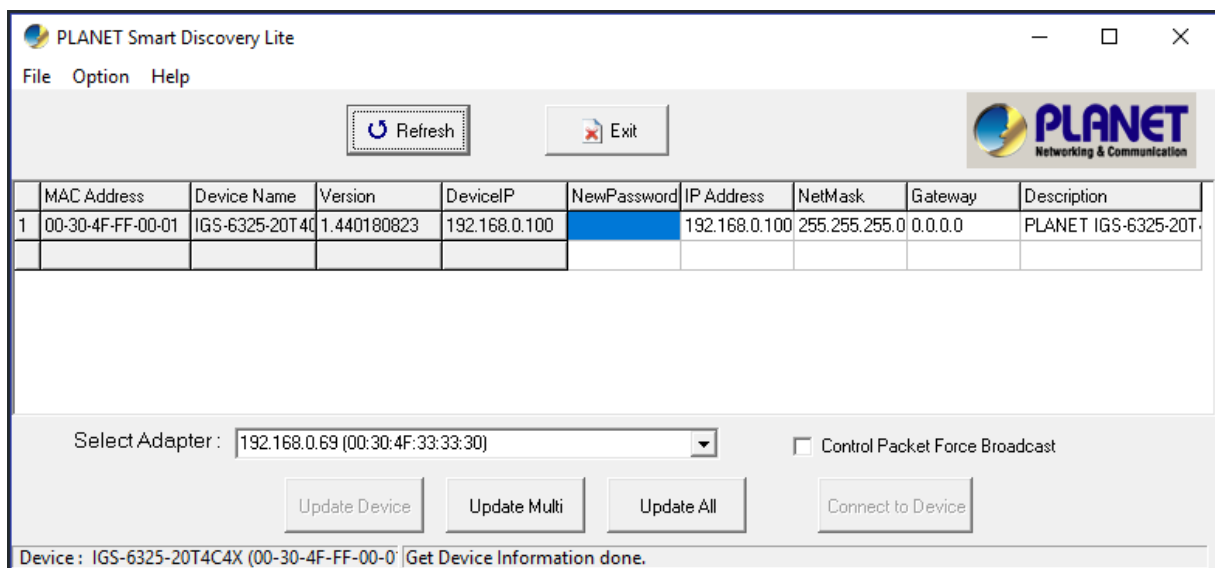 PLANET Smart Discovery Lite
File Option Help
Refresh Exit
PLANET
Networking & Communication
MAC Address Device Name Version DeviceIP NewPassword IP Address NetMask Gateway Description
1 00-30-4F-FF-00-01 IGS-6325-20T4C 1.440180823 192.168.0.100 192.168.0.100 255.255.255.0 0.0.0.0 PLANET IGS-6325-20T
Select Adapter : 192.168.0.69 (00:30:4F:33:33:30) Control Packet Force Broadcast
Update Device Update Multi Update All Connect to Device
Device : IGS-6325-20T4C4X (00-30-4F-FF-00-0 Get Device Information done.